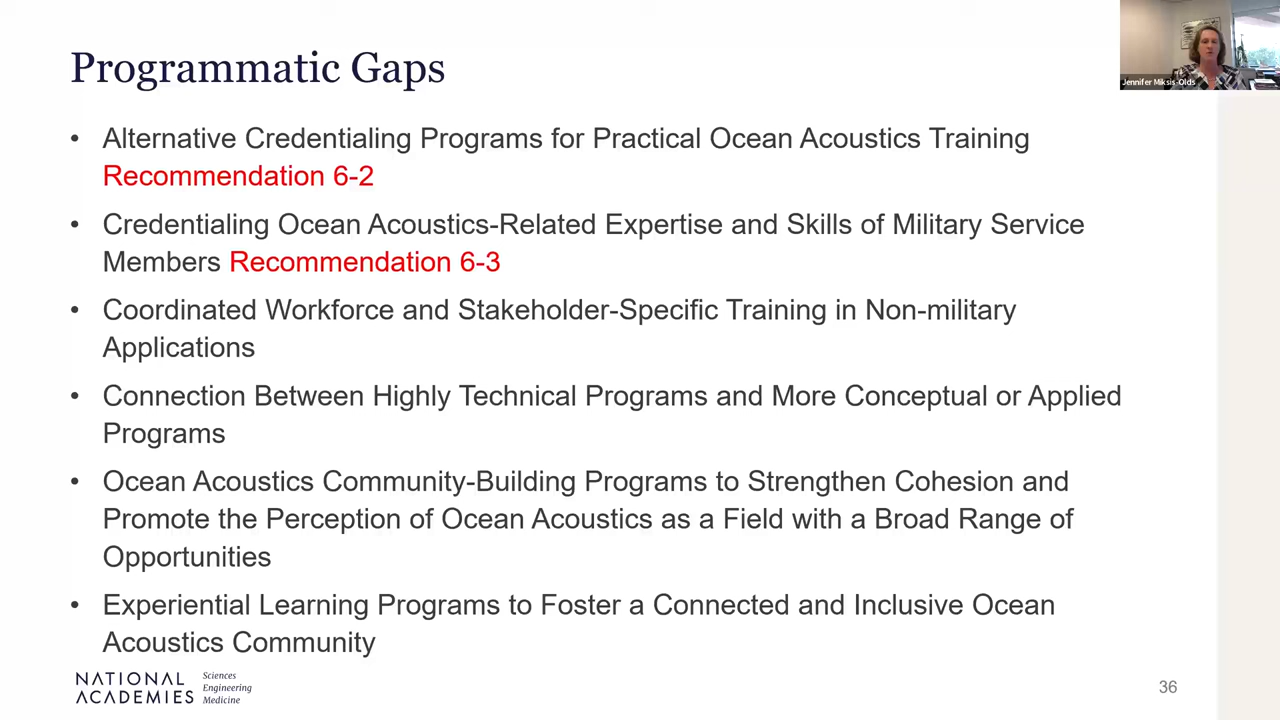 Programmatic Gaps
Jennifer Miksis-Olds
• Alternative Credentialing Programs for Practical Ocean Acoustics Training
Recommendation 6-2
• Credentialing Ocean Acoustics-Related Expertise and Skills of Military Service
Members Recommendation 6-3
• Coordinated Workforce and Stakeholder-Specific Training in Non-military
Applications
• Connection Between Highly Technical Programs and More Conceptual or Applied
Programs
• Ocean Acoustics Community-Building Programs to Strengthen Cohesion and
Promote the Perception of Ocean Acoustics as a Field with a Broad Range of
Opportunities
• Experiential Learning Programs to Foster a Connected and Inclusive Ocean
Acoustics Community
NATIONAL
ACADEMIES
Sciences
Engineering
Medicine
36